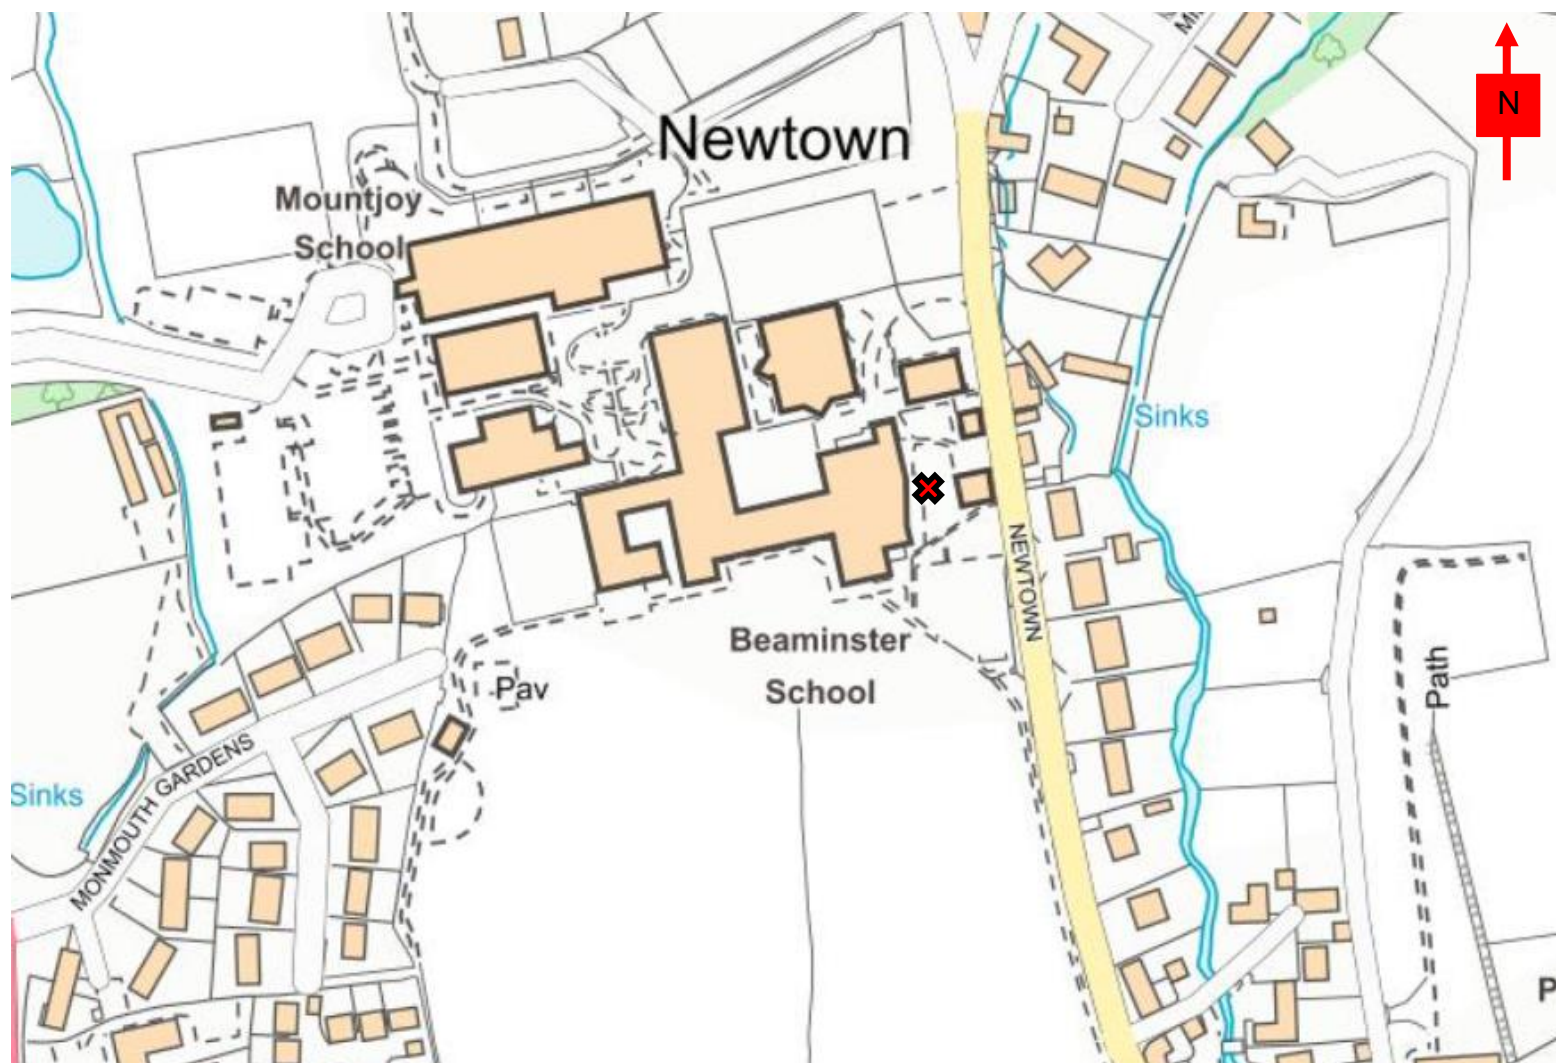 N
Newtown
Mountjoy
School
Sinks
NEWTOWN
Beaminster
School
Pav
Path
MONMOUTH GARDENS
Sinks
P